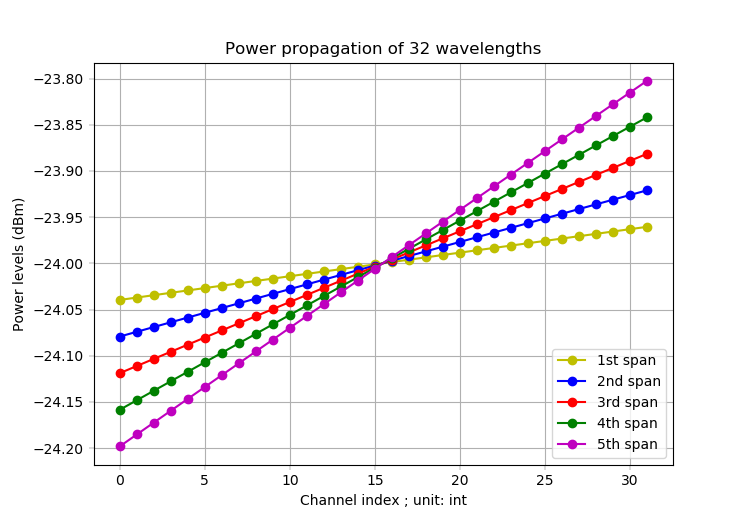 Power propagation of 32 wavelengths
Power levels (dBm)
−23.80
−23.85
−23.90
−23.95
−24.00
−24.05
−24.10
−24.15
−24.20
1st span
2nd span
3rd span
4th span
5th span
0 5 10 15 20 25 30
Channel index ; unit: int